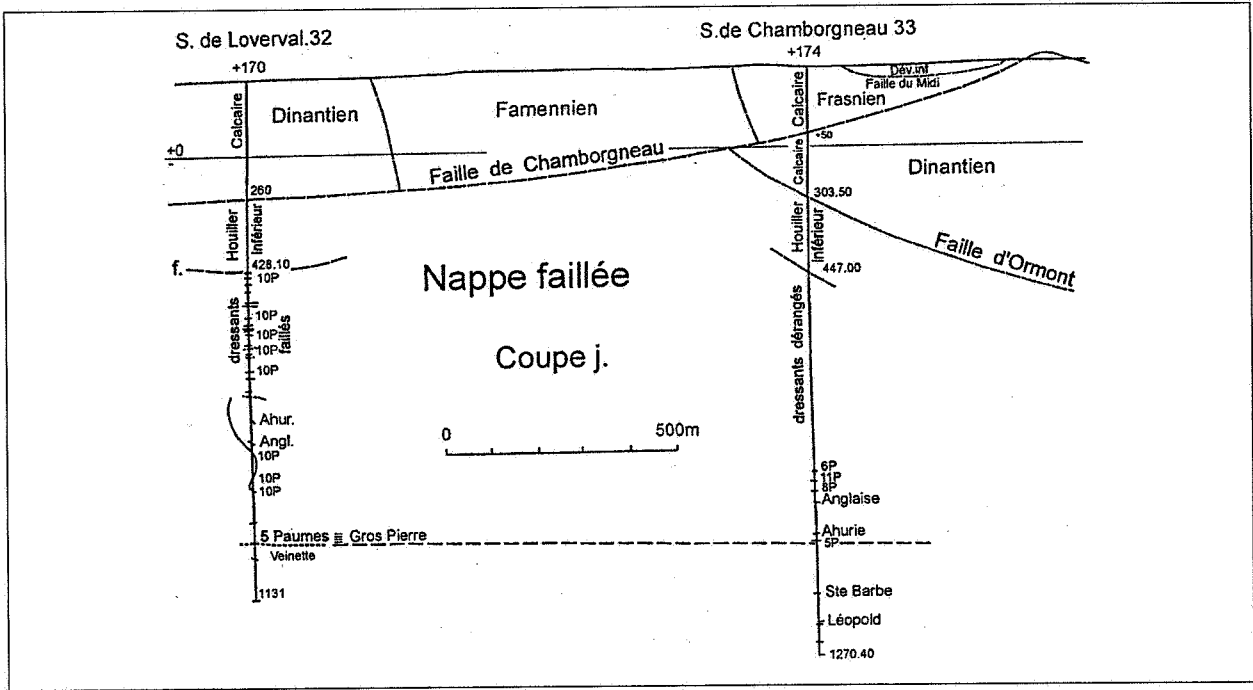 S. de Loverval.32
S.de Chamborgneau 33
+170
+174
Calcaire
Dinantien
Famennien
Calcaire
Frasnien
Dév.inf
Faille du Midi
+50
+0
-
Faille de Chamborgneau
Calcaire
Dinantien
260
303.50
Houiller
Inférieur
Houiller
Inférieur
Faille d'Ormont
f.
428.10
447.00
10P
Nappe faillée
dressants
faillés
10P
10P
10P
10P
Coupe j.
dressants dérangés
0
500m
Ahur.
Angl.
10P
10P
10P
6P
11P
8P
Anglaise
5 Paumes ≡ Gros Pierre
Ahurie
5P
Veinette
1131
Ste Barbe
Léopold
1270.40